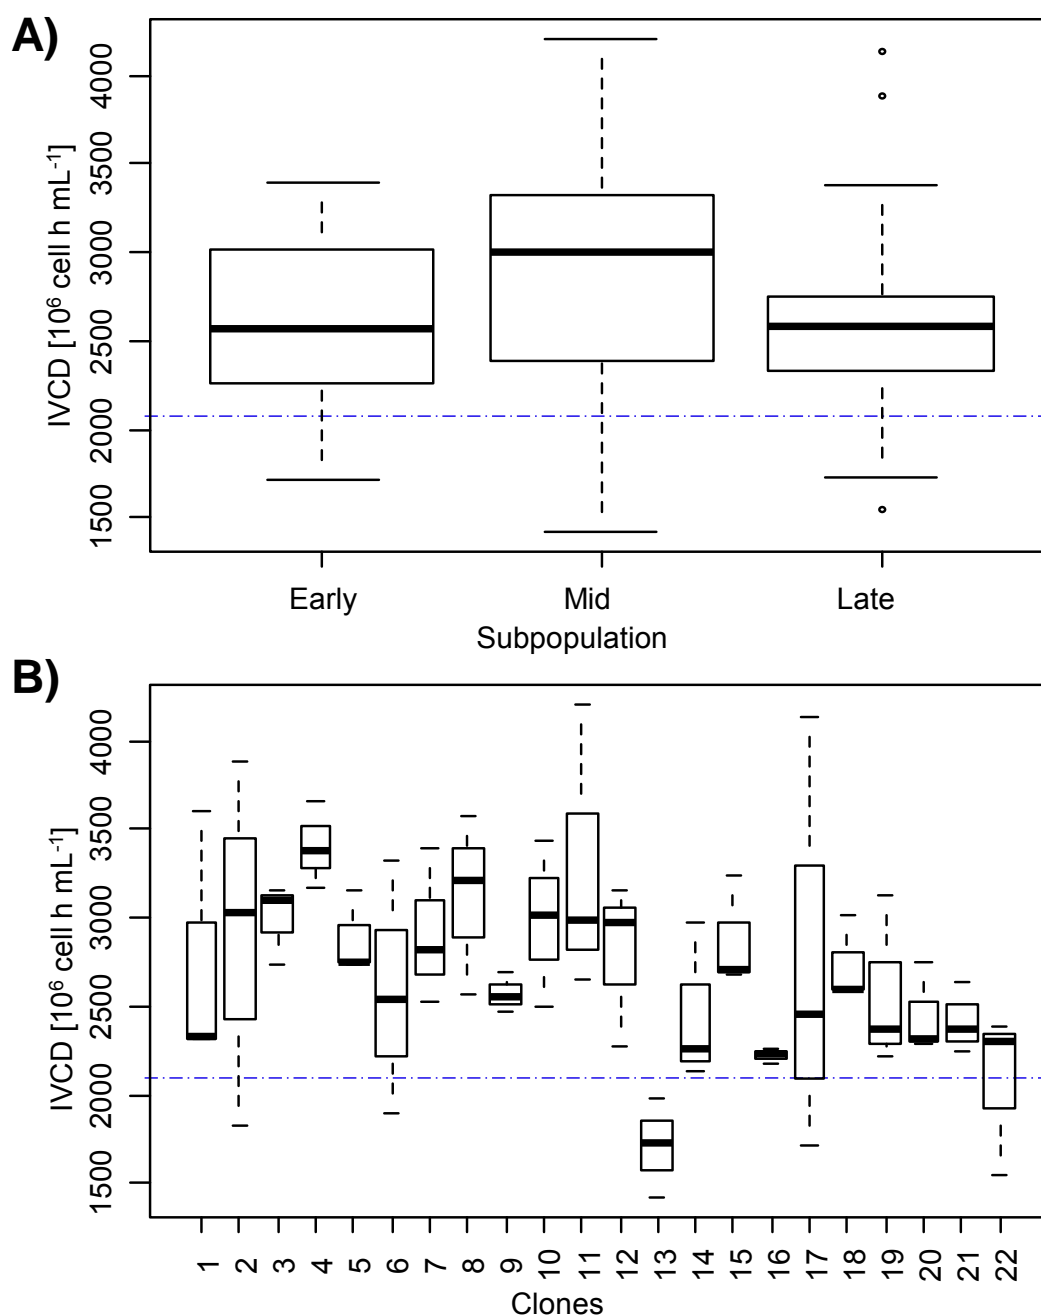 A)
IVCD [10⁶ cell h mL⁻¹]
4000
3500
3000
2500
2000
1500
Early Mid Late
Subpopulation
B)
IVCD [10⁶ cell h mL⁻¹]
4000
3500
3000
2500
2000
1500
1 2 3 4 5 6 7 8 9 10 11 12 13 14 15 16 17 18 19 20 21 22
Clones